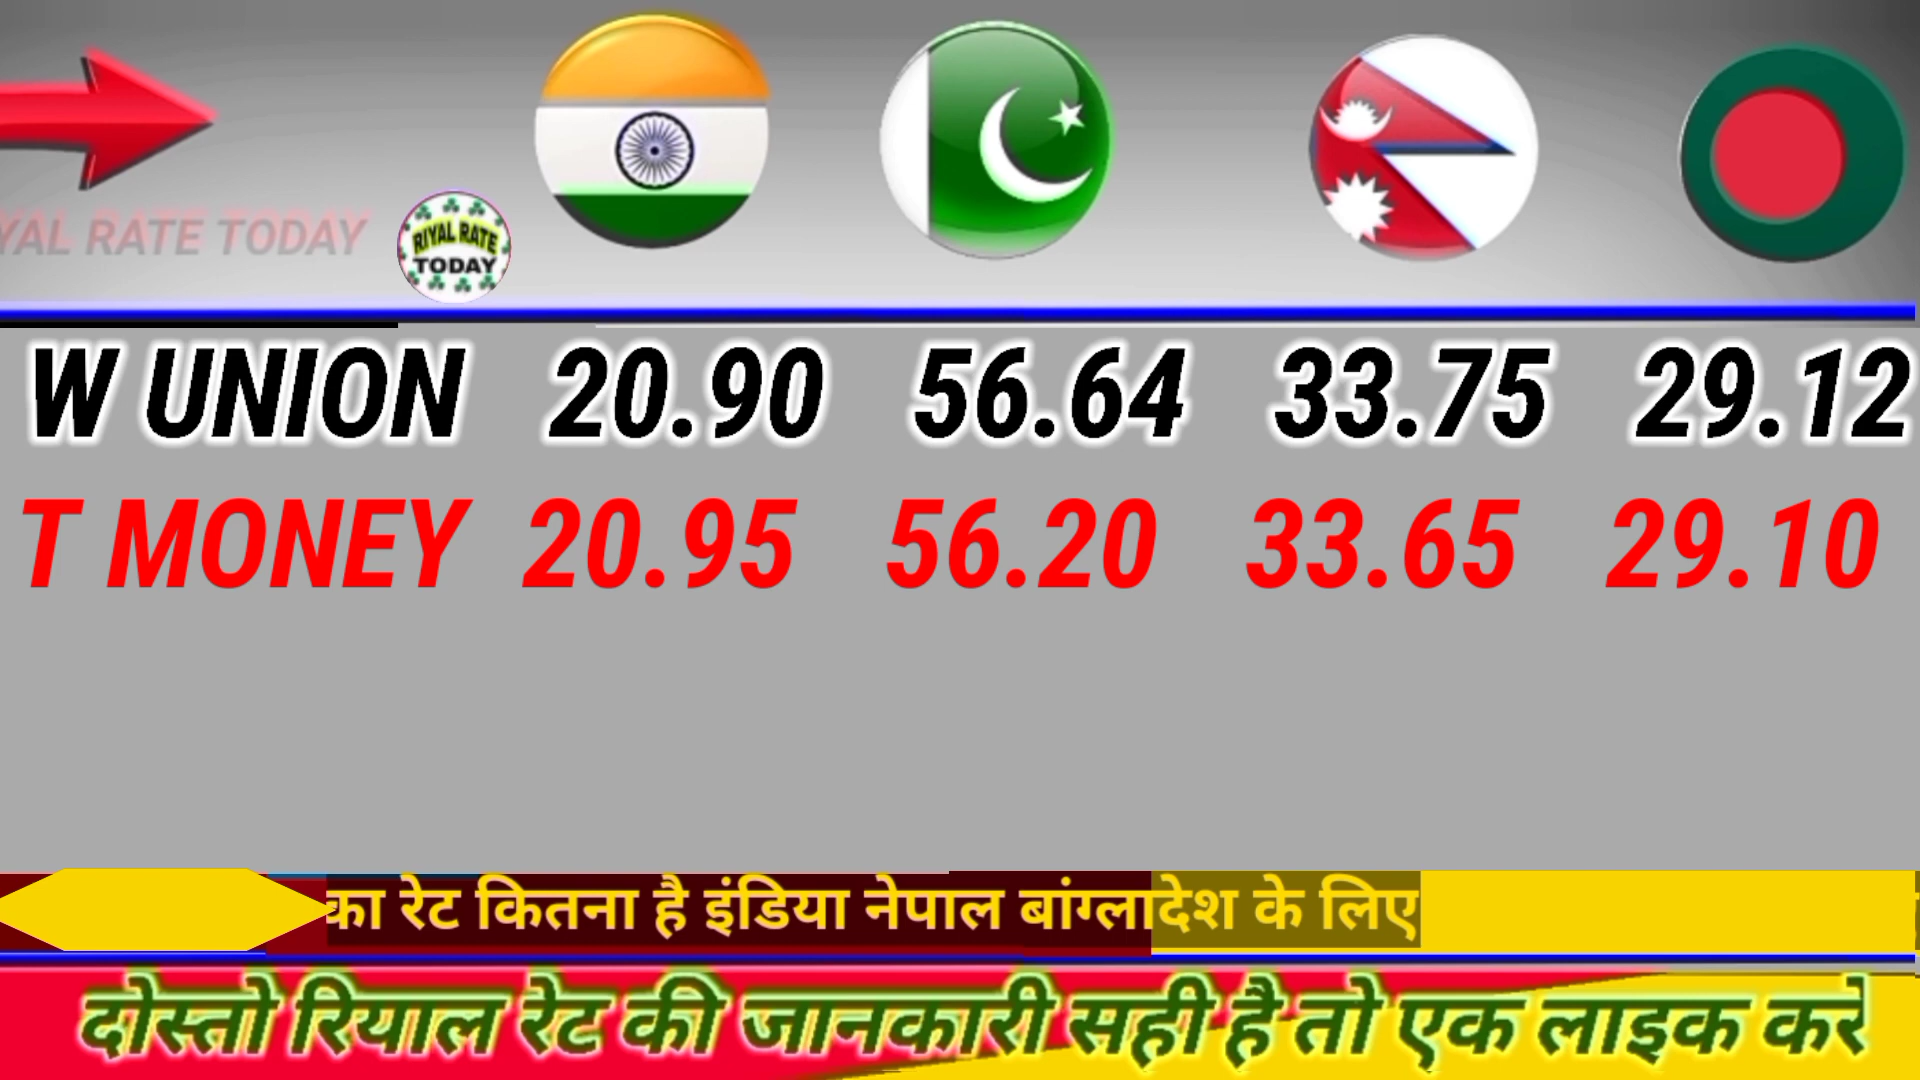 YAL RATE TODAY
RIYAL RATE
TODAY
W UNION 20.90 56.64 33.75 29.12
T MONEY 20.95 56.20 33.65 29.10
का रेट कितना है इंडिया नेपाल बांग्लादेश के लिए
दोस्तो रियाल रेट की जानकारी सही है तो एक लाइक करे